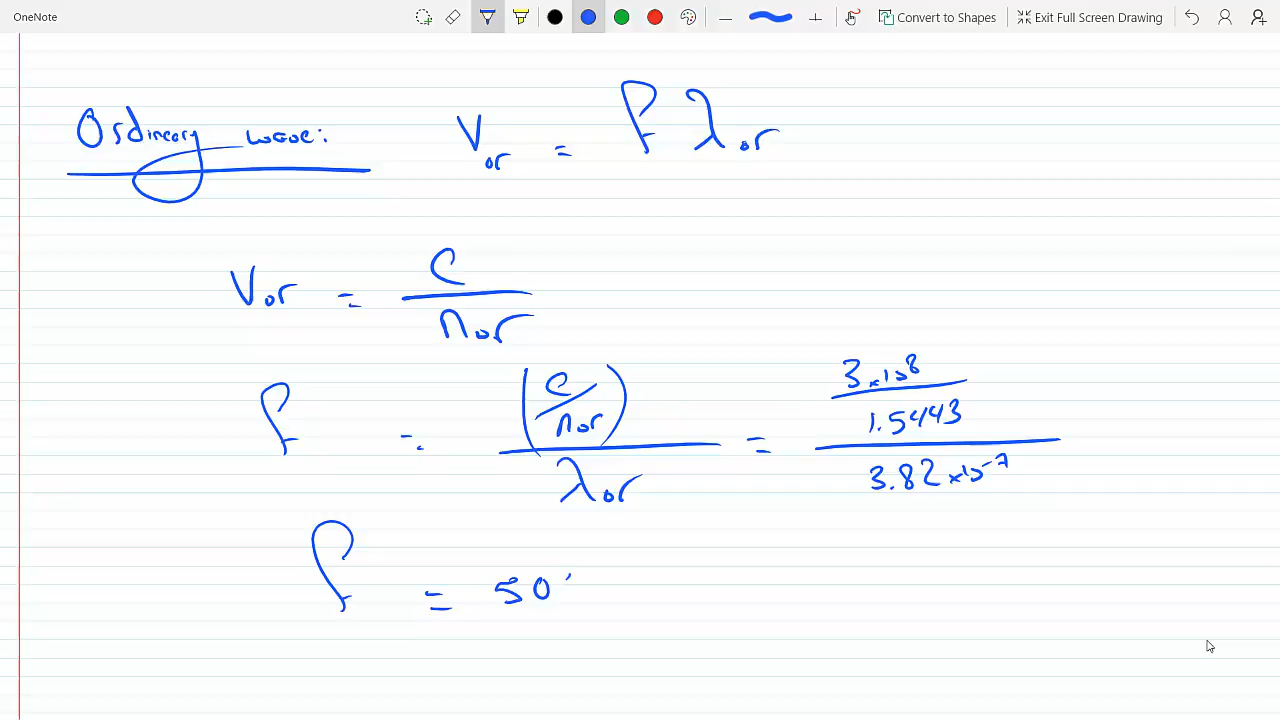 OneNote
Convert to Shapes
Exit Full Screen Drawing
Ordinary wave: V_or = f λ_or
V_or = C / n_or
f = (C / n_or) / λ_or = (3 × 10^8 / 1.5443) / (3.82 × 10^-7)
f = 50